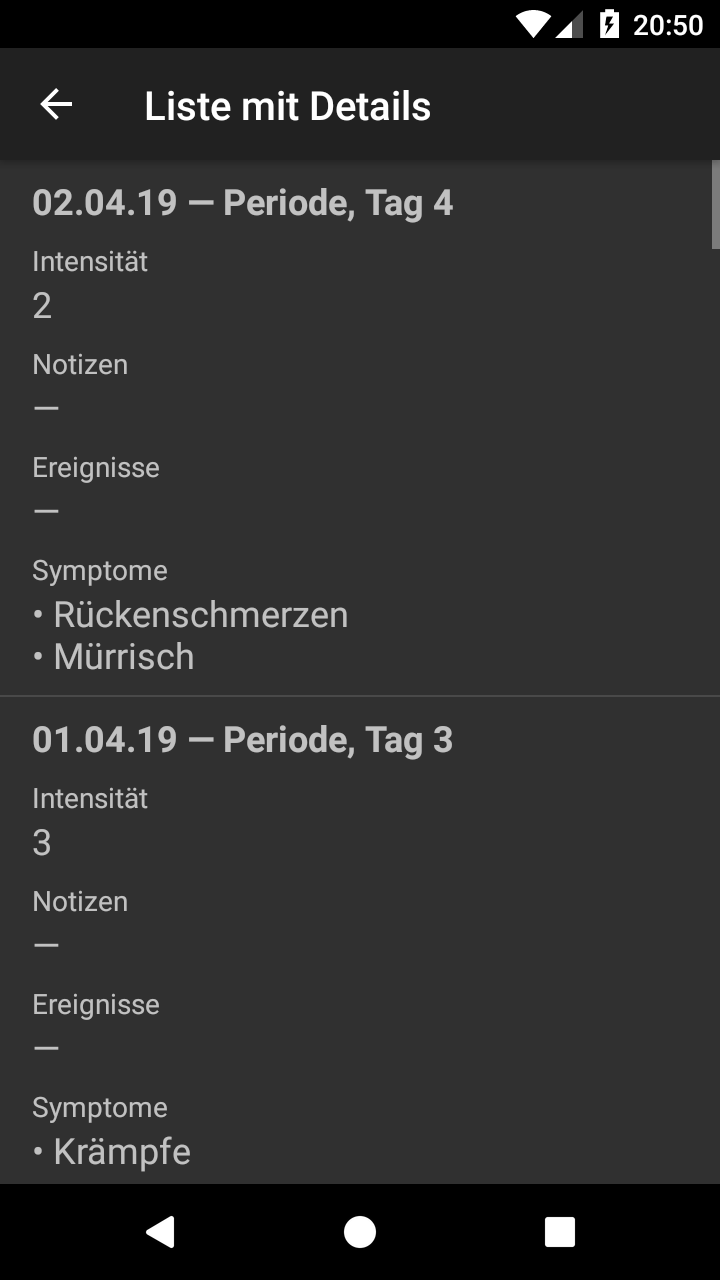 20:50
Liste mit Details
02.04.19 — Periode, Tag 4
Intensität
2
Notizen
—
Ereignisse
—
Symptome
• Rückenschmerzen
• Mürrisch
01.04.19 — Periode, Tag 3
Intensität
3
Notizen
—
Ereignisse
—
Symptome
• Krämpfe